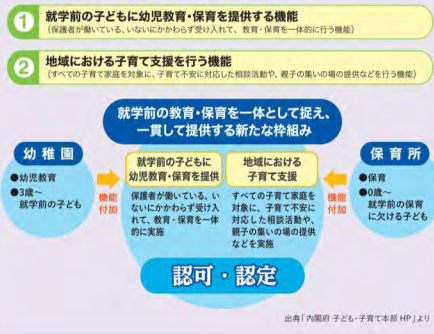 1
就学前の子どもに幼児教育・保育を提供する機能
（保護者が働いている、いないにかかわらず受け入れて、教育・保育を一体的に行う機能）
2
地域における子育て支援を行う機能
（すべての子育て家庭を対象に、子育て不安に対応した相談活動や、親子の集いの場の提供などを行う機能）
就学前の教育・保育を一体として捉え、
一貫して提供する新たな枠組み
幼稚園
●幼児教育
●3歳～
就学前の子ども
機能
付加
就学前の子どもに
幼児教育・保育を提供
保護者が働いている、い
ないにかかわらず受け入
れて、教育・保育を一体
的に実施
地域における
子育て支援
すべての子育て家庭を
対象に、子育て不安に
対応した相談活動や、
親子の集いの場の提供
などを実施
機能
付加
保育所
●保育
●0歳～
就学前の保育
に欠ける子ども
認可・認定
出典「内閣府 子ども・子育て本部 HP」より